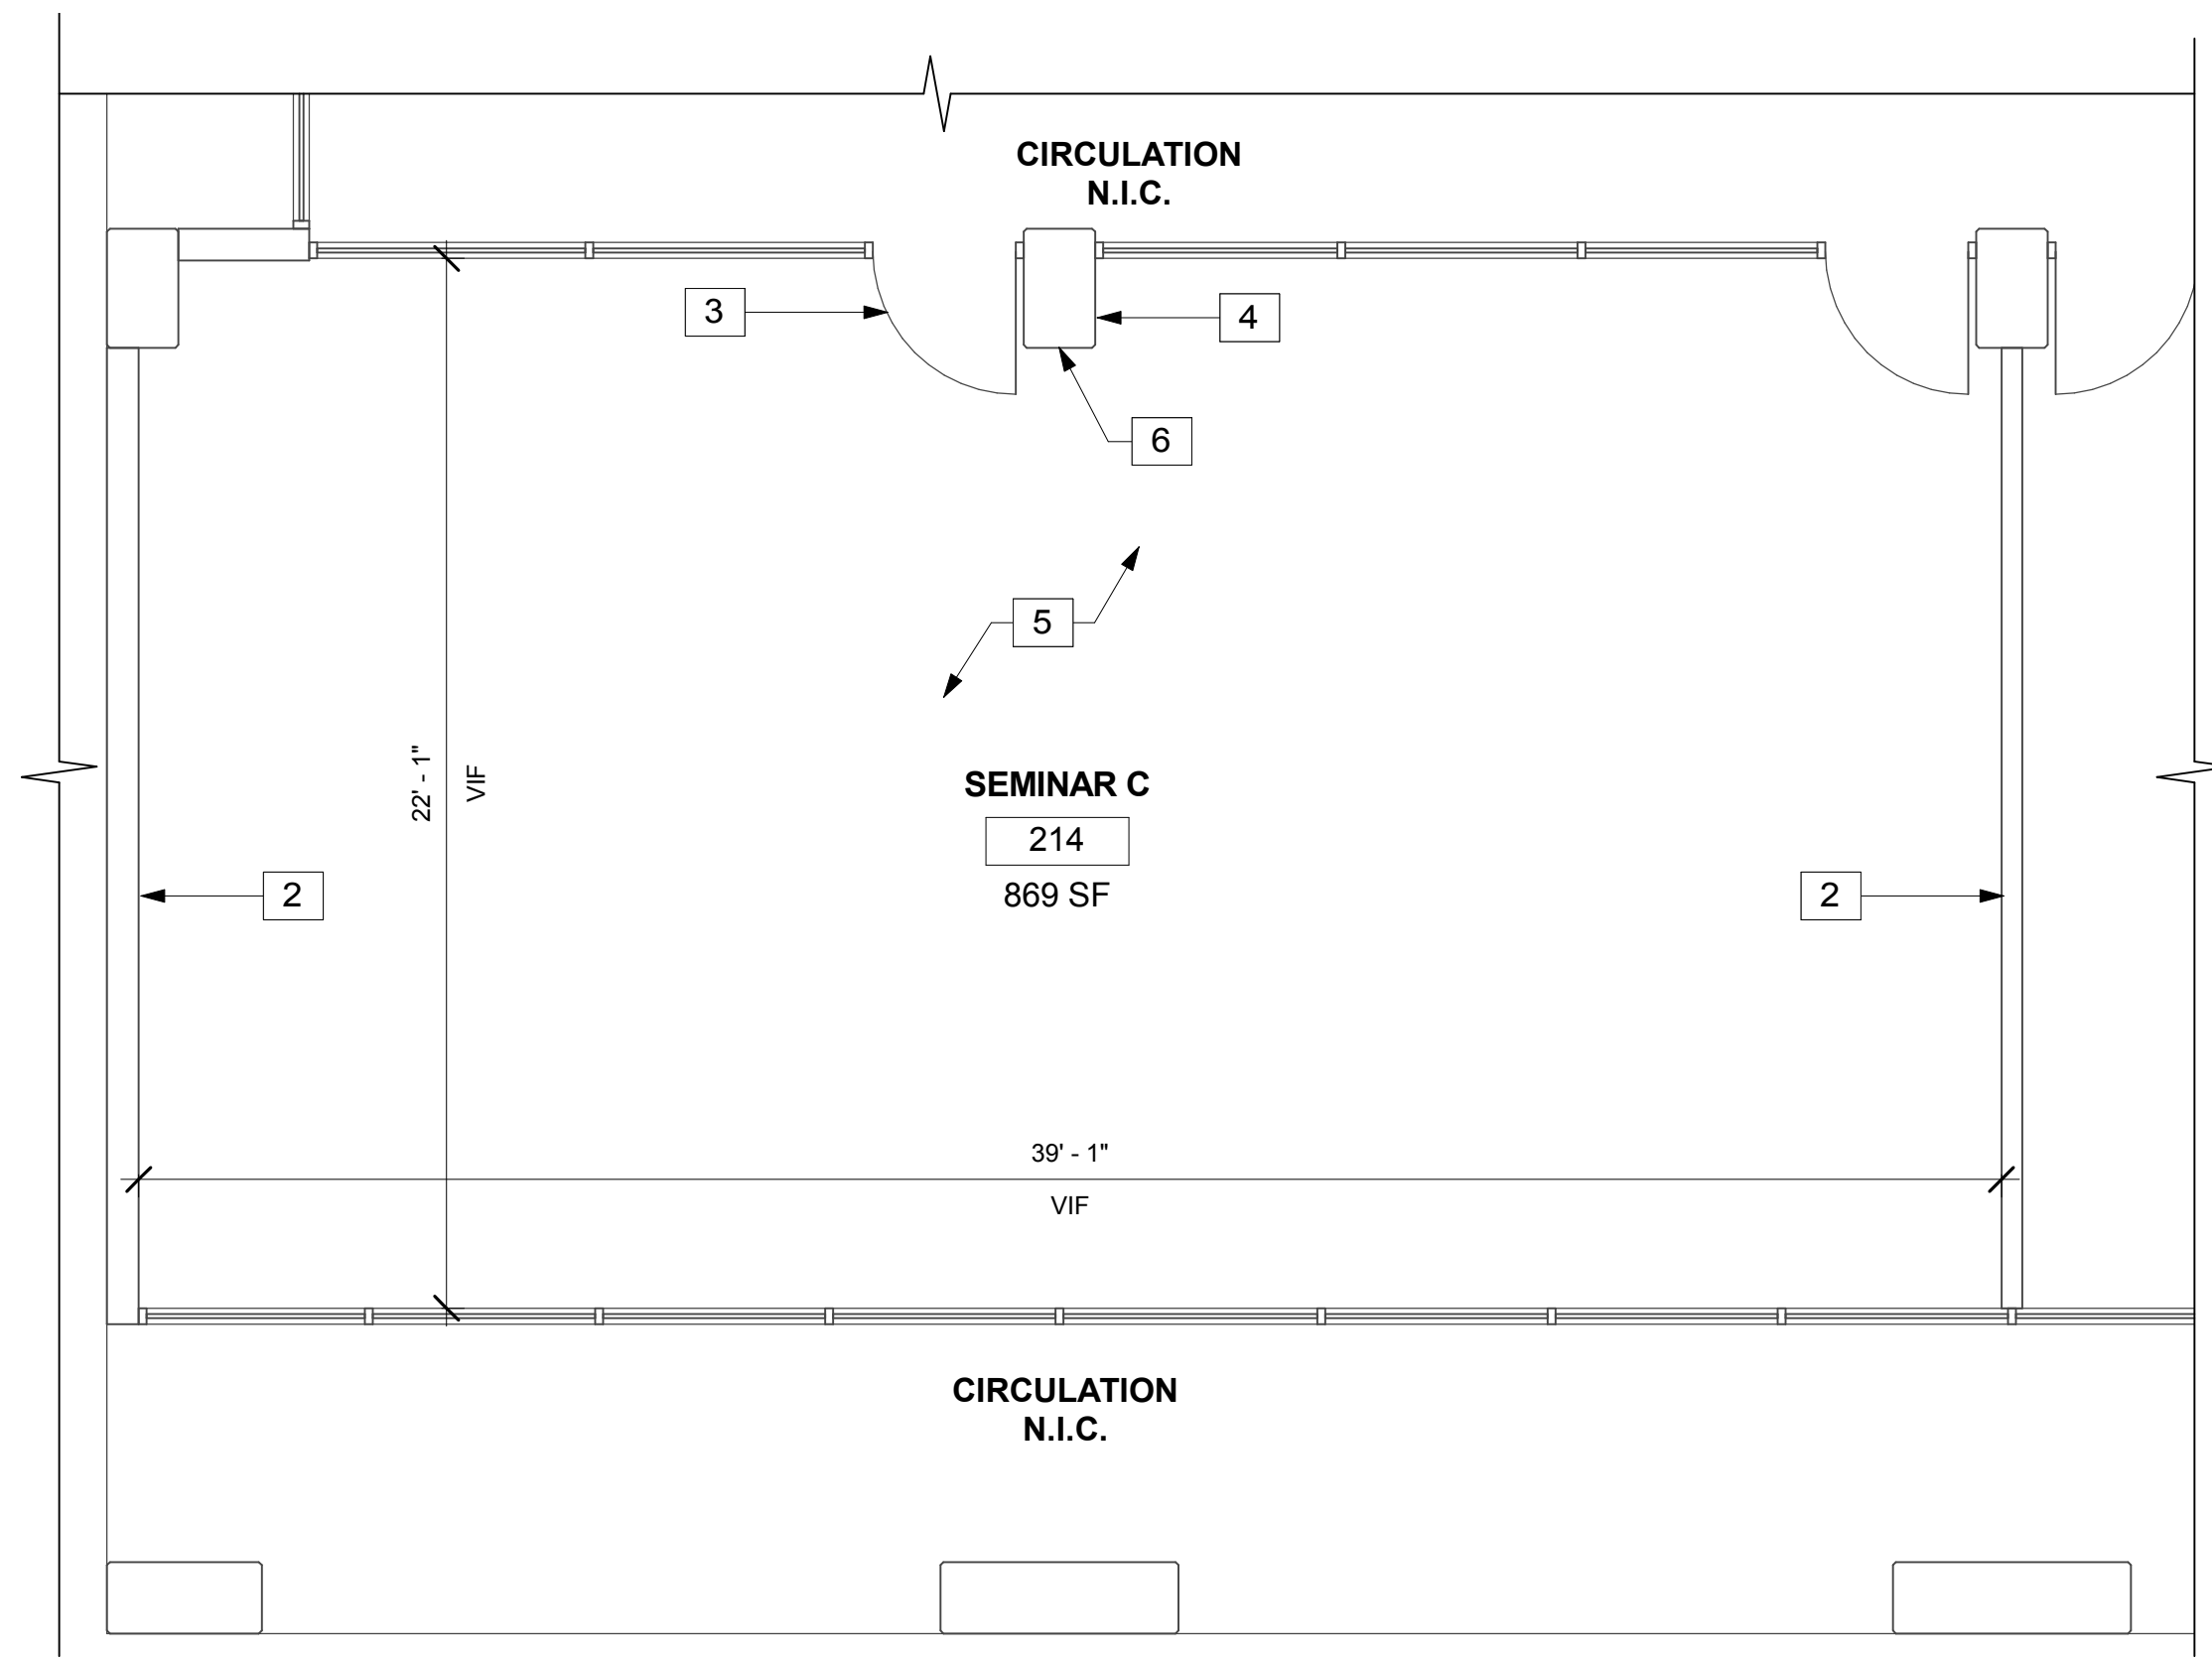 CIRCULATION
N.I.C.
3
4
6
5
22' - 1"
VIF
SEMINAR C
214
869 SF
2
2
39' - 1"
VIF
CIRCULATION
N.I.C.